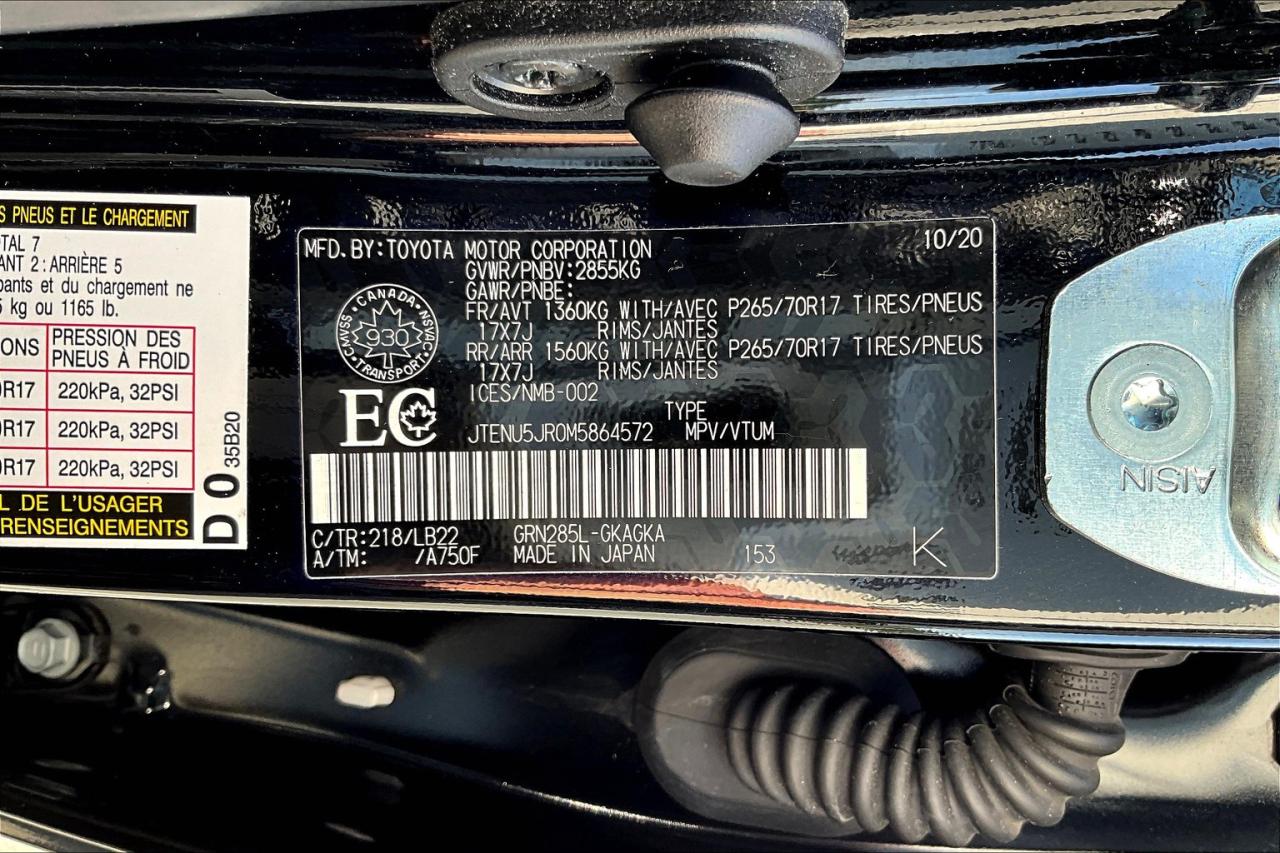 S PNEUS ET LE CHARGEMENT
TAL 7
ANT 2 : ARRIÈRE 5
pants et du chargement ne
5 kg ou 1165 lb.
ONS PRESSION DES PNEUS À FROID
0R17 220kPa, 32PSI
0R17 220kPa, 32PSI
0R17 220kPa, 32PSI
L DE L'USAGER
RENSEIGNEMENTS
D 0 35B20
MFD. BY: TOYOTA MOTOR CORPORATION 10/20
GVWR/PNBV: 2855KG
GAWR/PNBE:
FR/AVT 1360KG WITH/AVEC P265/70R17 TIRES/PNEUS
17X7J RIMS/JANTES
RR/ARR 1560KG WITH/AVEC P265/70R17 TIRES/PNEUS
17X7J RIMS/JANTES
ICES/NMB-002
CANADA
CMVSS 930 NSVAC
TRANSPORT
EC
TYPE
JTENU5JR0M5864572 MPV/VTUM
C/TR: 218/LB22 GRN285L-GKAGKA
A/TM: /A750F MADE IN JAPAN 153 K
AISIN